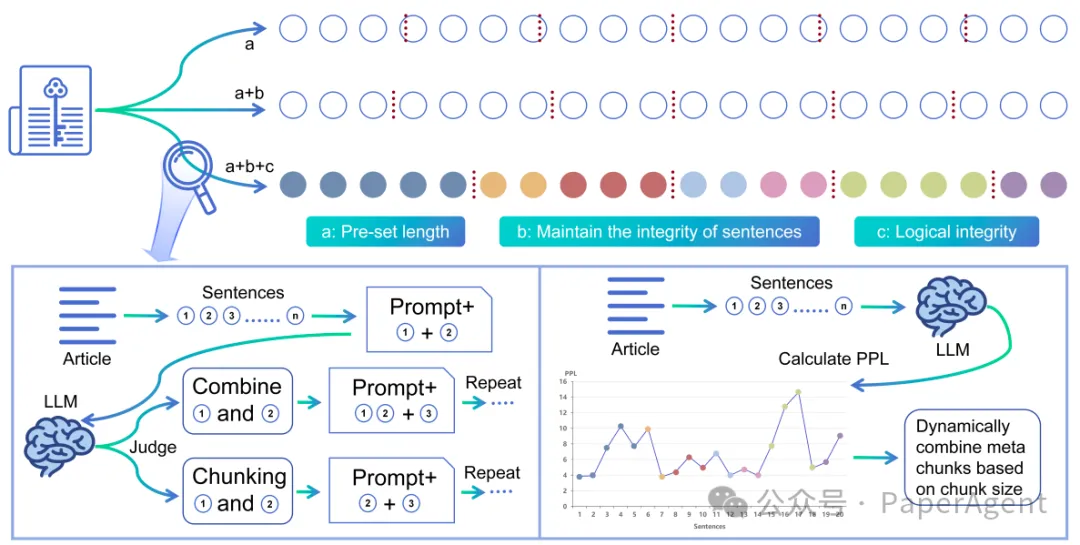 a
a+b
a+b+c
a: Pre-set length
b: Maintain the integrity of sentences
c: Logical integrity
Article
Sentences
1 2 3 ...... n
Prompt+
1 + 2
LLM
Judge
Combine
1 and 2
Prompt+
1 2 + 3
Repeat
....
Chunking
1 and 2
Prompt+
2 + 3
Repeat
....
Article
Sentences
1 2 3 ...... n
LLM
Calculate PPL
PPL
16
14
12
10
8
6
4
2
0
1 2 3 4 5 6 7 8 9 10 11 12 13 14 15 16 17 18 19 20
Sentences
Dynamically
combine meta
chunks based
on chunk size
公众号 · PaperAgent